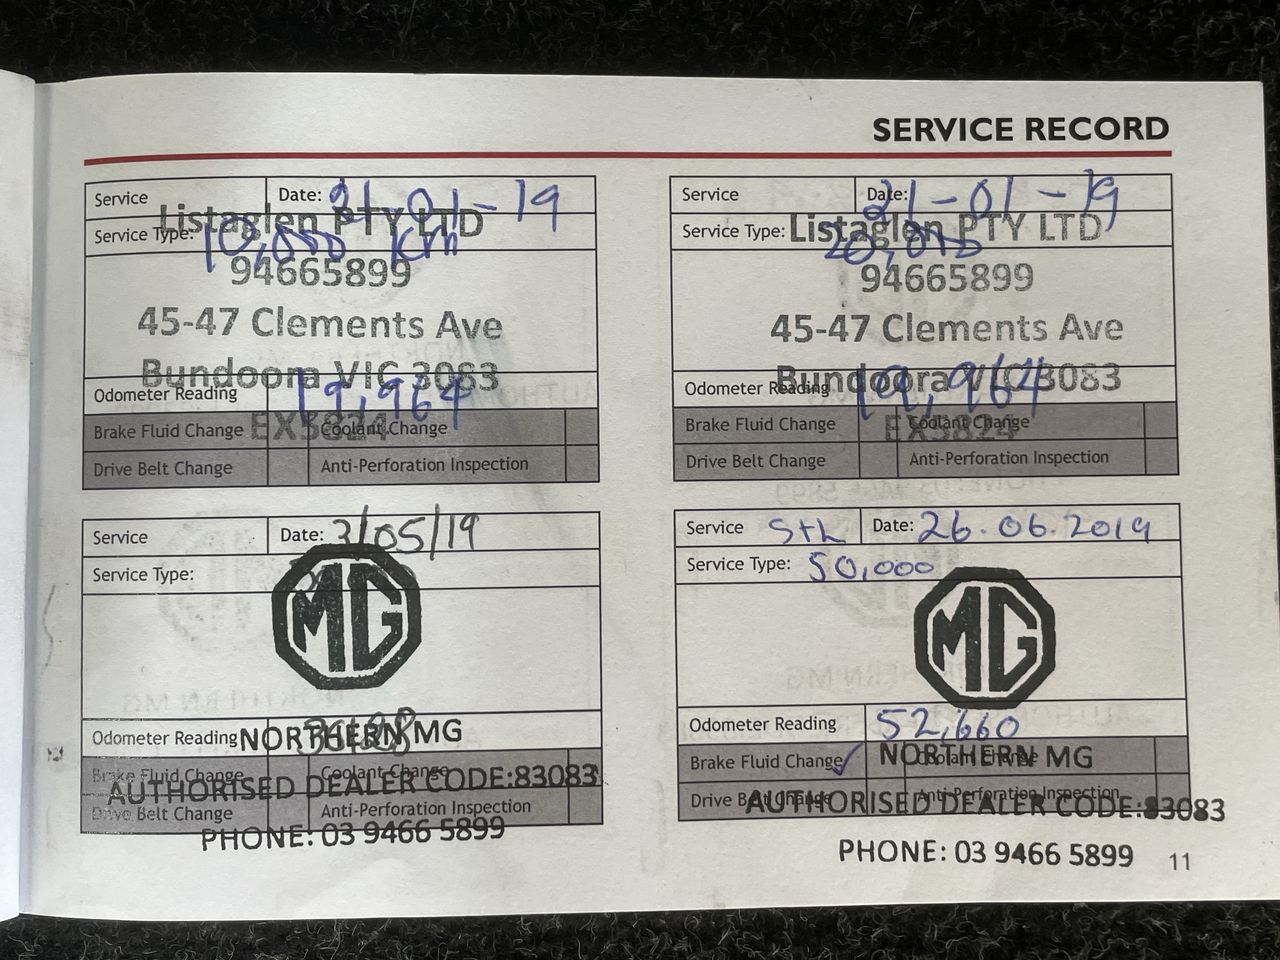 SERVICE RECORD
Service Date: 21-01-19
Service Type: 10,000 km
Listaglen PTY LTD
94665899
45-47 Clements Ave
Bundoora VIC 3083
Odometer Reading 19,964
EX5824
Brake Fluid Change Coolant Change
Drive Belt Change Anti-Perforation Inspection
Service Date: 21-01-19
Service Type: 20,000
Listaglen PTY LTD
94665899
45-47 Clements Ave
Bundoora VIC 3083
Odometer Reading 19,964
EX5824
Brake Fluid Change Coolant Change
Drive Belt Change Anti-Perforation Inspection
Service Date: 3/05/19
Service Type:
MG
Odometer Reading
NORTHERN MG
Brake Fluid Change Coolant Change
AUTHORISED DEALER CODE:83083
Drive Belt Change Anti-Perforation Inspection
PHONE: 03 9466 5899
Service 5th Date: 26.06.2019
Service Type: 50,000
MG
Odometer Reading 52,660
Brake Fluid Change ✓ Coolant Change
NORTHERN MG
Drive Belt Change Anti-Perforation Inspection
AUTHORISED DEALER CODE:83083
PHONE: 03 9466 5899
11